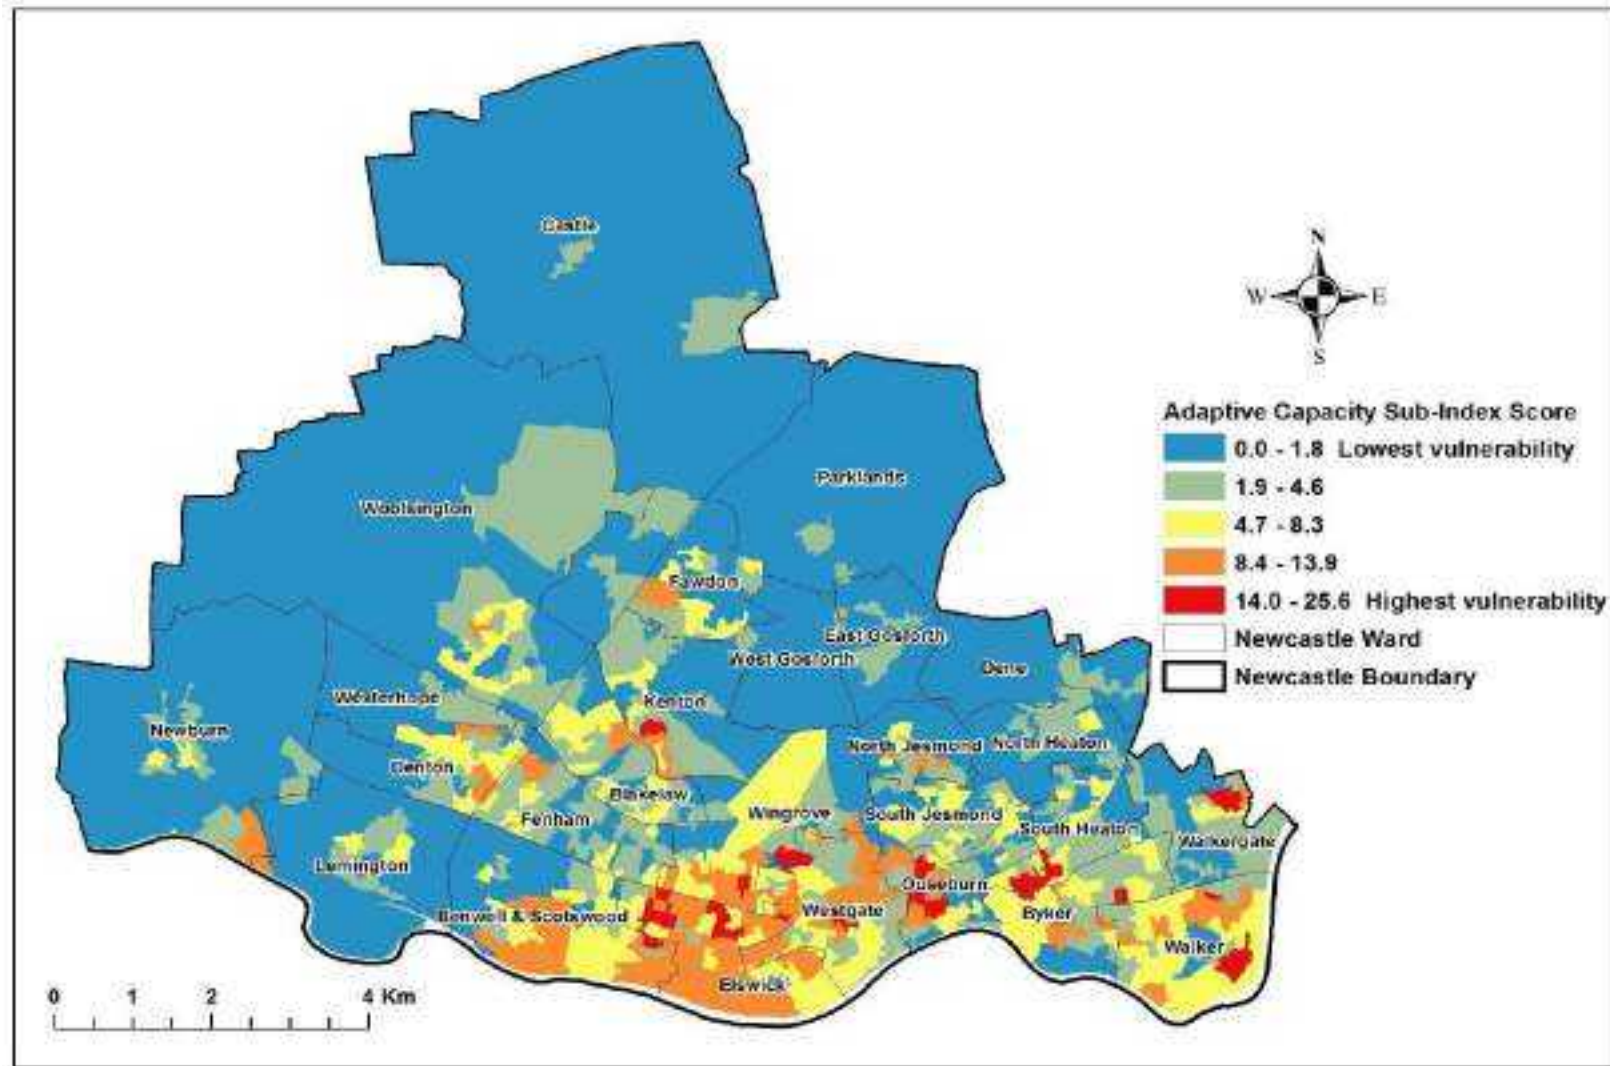 Castle
N
W E
S
Adaptive Capacity Sub-Index Score
0.0 - 1.8 Lowest vulnerability
1.9 - 4.6
4.7 - 8.3
8.4 - 13.9
14.0 - 25.6 Highest vulnerability
Newcastle Ward
Newcastle Boundary
Parklands
Woolsington
Fawdon
East Gosforth
West Gosforth
Dene
Westerhope
Kenton
Newburn
North Jesmond
North Heaton
Denton
Blakelaw
Fenham
Wingrove
South Jesmond
South Heaton
Walkergate
Lemington
Ouseburn
Benwell & Scotswood
Westgate
Byker
Walker
Elswick
0 1 2 4 Km